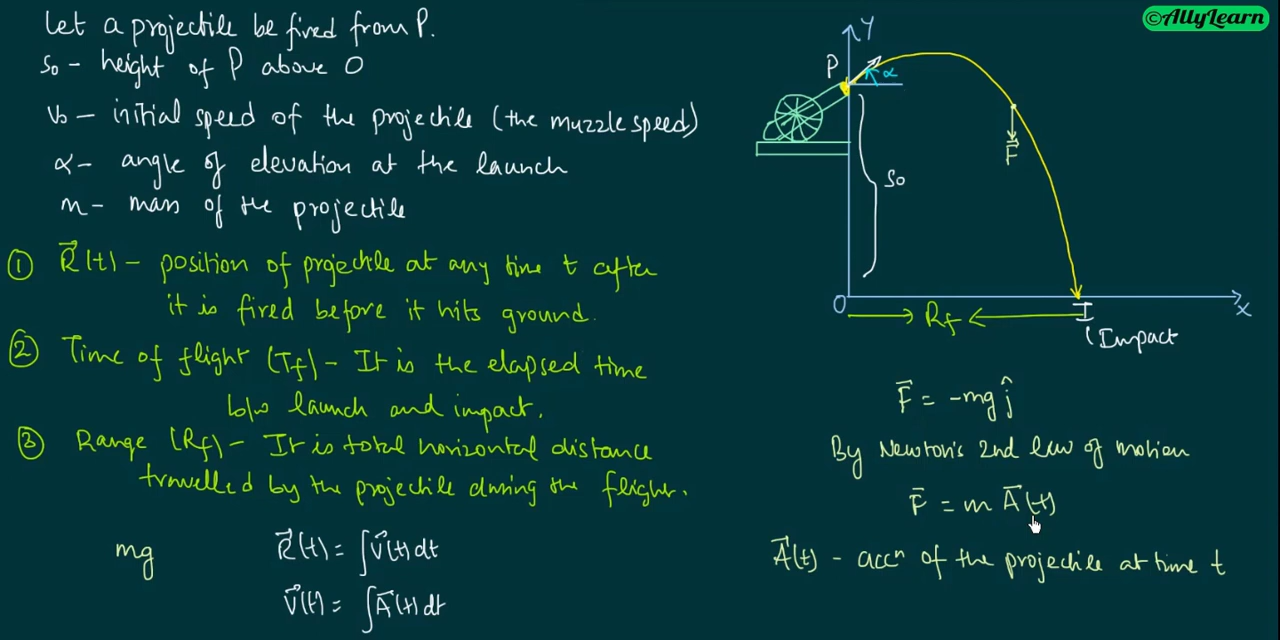 ©AllyLearn
Let a projectile be fired from P.
s₀ - height of P above O
v₀ - initial speed of the projectile (the muzzle speed)
α - angle of elevation at the launch
m - mass of the projectile
① R⃗(t) - position of projectile at any time t after
it is fired before it hits ground.
② Time of flight (Tf) - It is the elapsed time
b/w launch and impact.
③ Range (Rf) - It is total horizontal distance
travelled by the projectile during the flight.
mg
R⃗(t) = ∫V⃗(t)dt
V⃗(t) = ∫A⃗(t)dt
Y
P
α
F⃗
s₀
O
Rf
I
x
Impact
F⃗ = -mg ĵ
By Newton's 2nd law of motion
F⃗ = m A⃗(t)
A⃗(t) - accⁿ of the projectile at time t